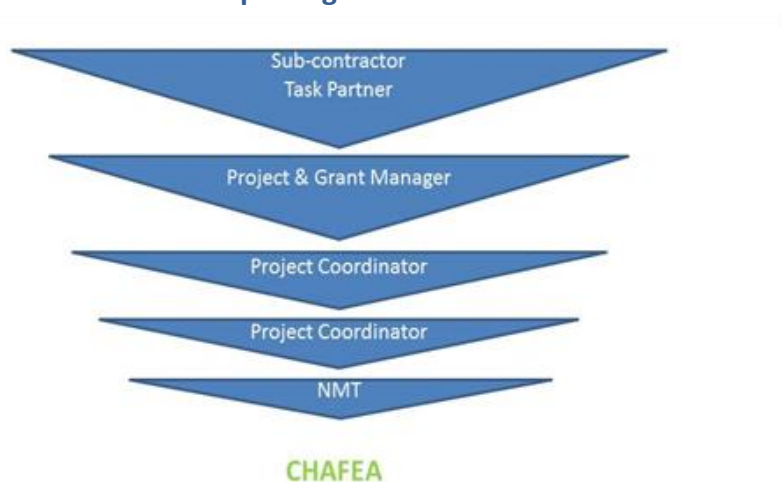 Sub-contractor
Task Partner
Project & Grant Manager
Project Coordinator
Project Coordinator
NMT
CHAFEA